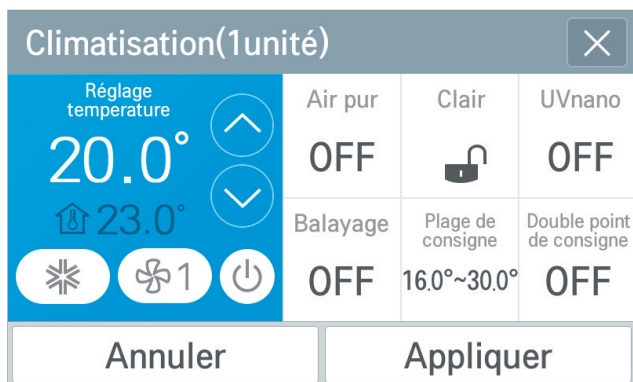 Climatisation(1unité)
Réglage
temperature
20.0°
23.0°
1
Air pur
OFF
Clair
UVnano
OFF
Balayage
OFF
Plage de
consigne
16.0°~30.0°
Double point
de consigne
OFF
Annuler
Appliquer